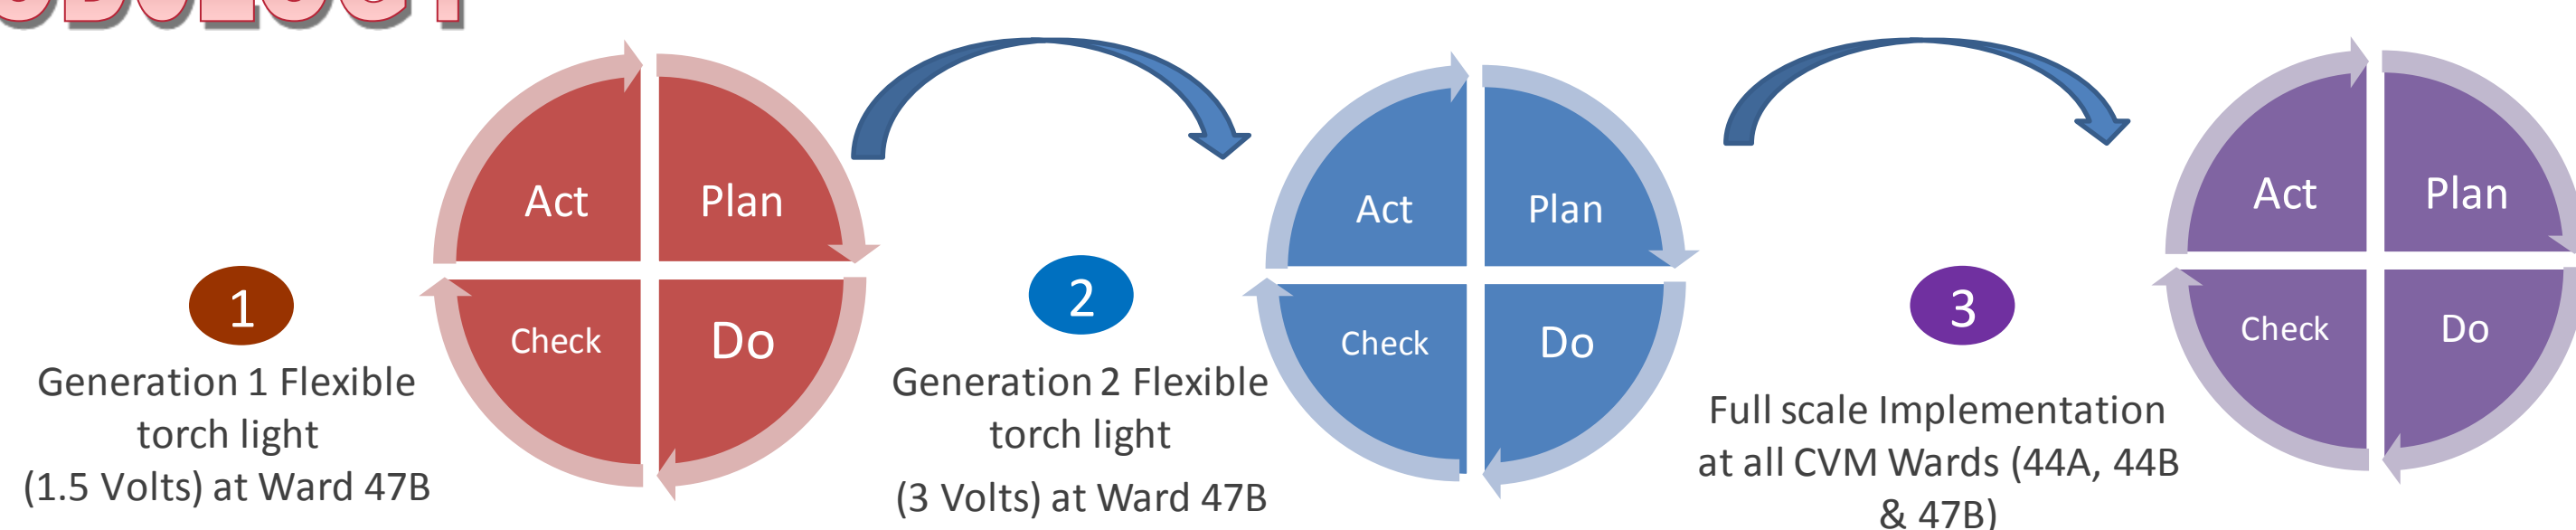 1
Generation 1 Flexible
torch light
(1.5 Volts) at Ward 47B
Act
Plan
Check
Do
2
Generation 2 Flexible
torch light
(3 Volts) at Ward 47B
Act
Plan
Check
Do
3
Full scale Implementation
at all CVM Wards (44A, 44B
& 47B)
Act
Plan
Check
Do